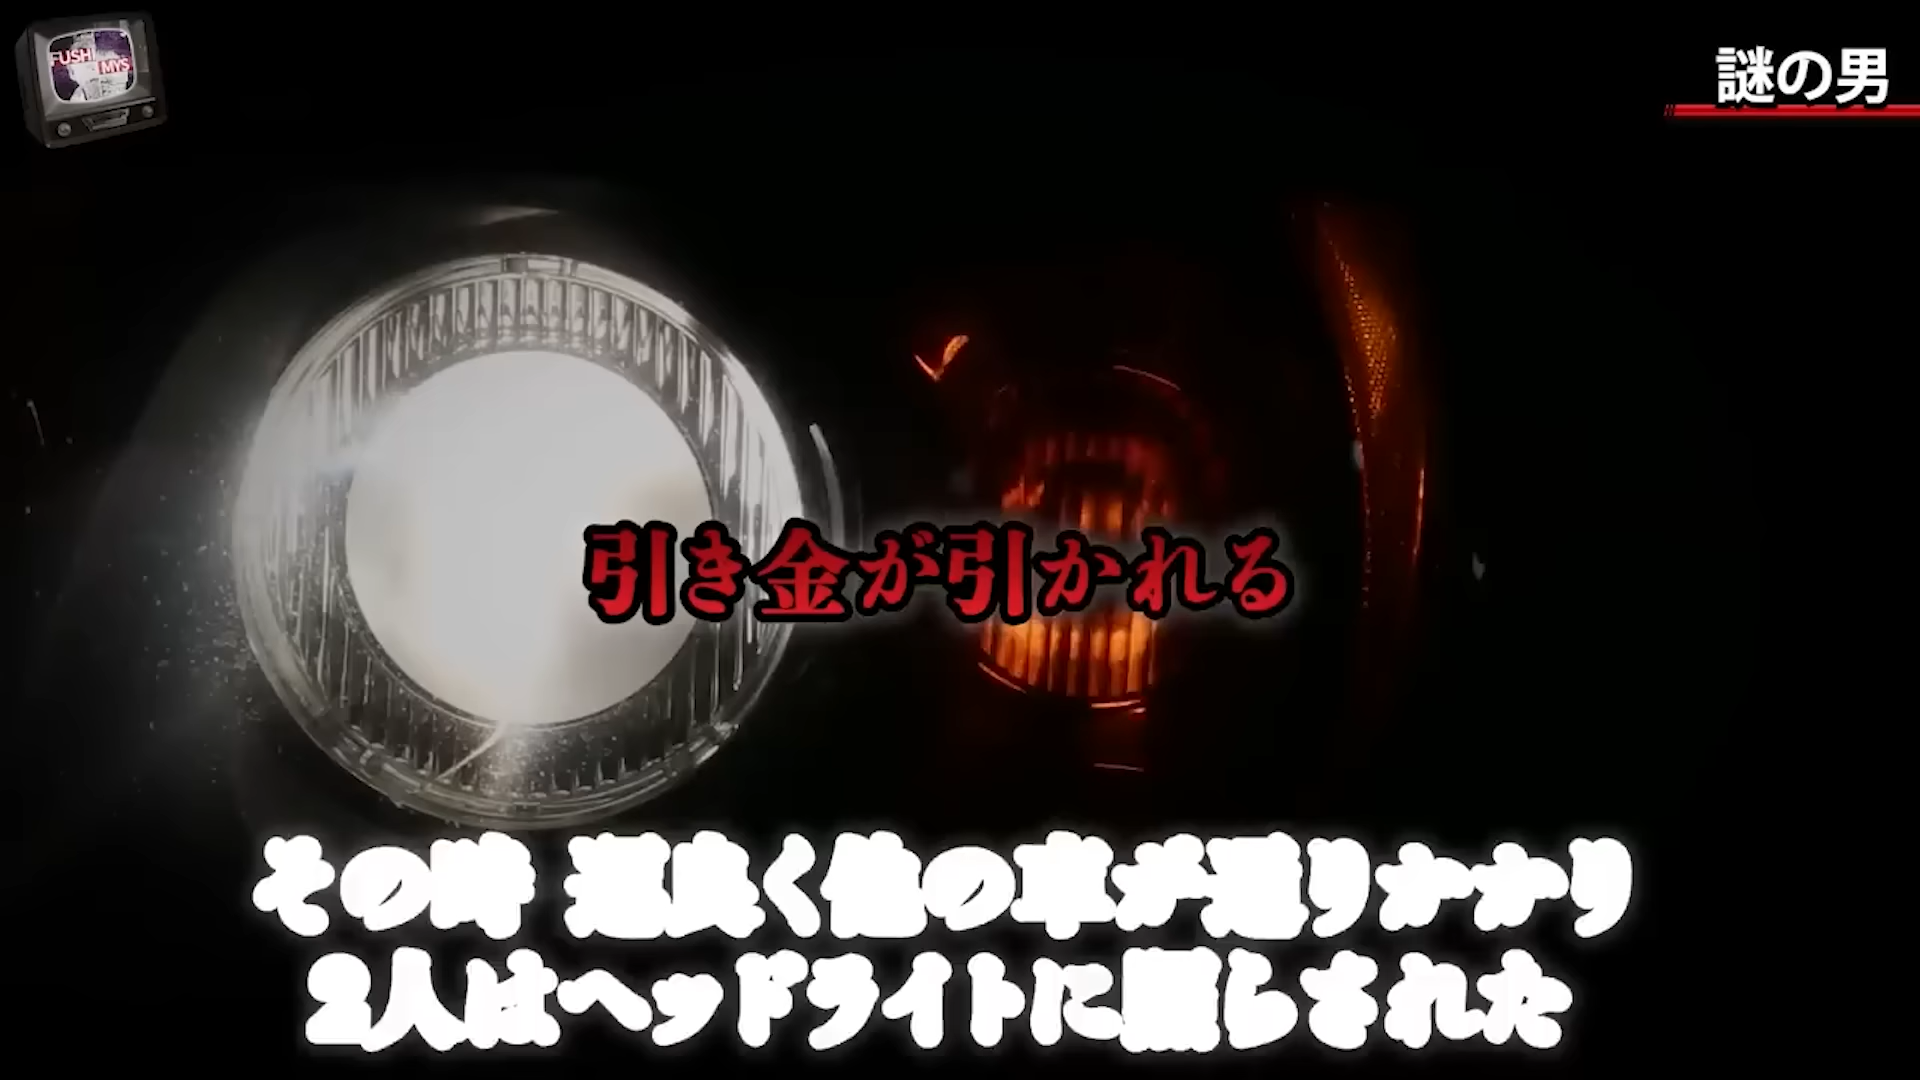 FUSHI
MYS
謎の男
引き金が引かれる
その時 運良く他の車が通りかかり
2人はヘッドライトに照らされた